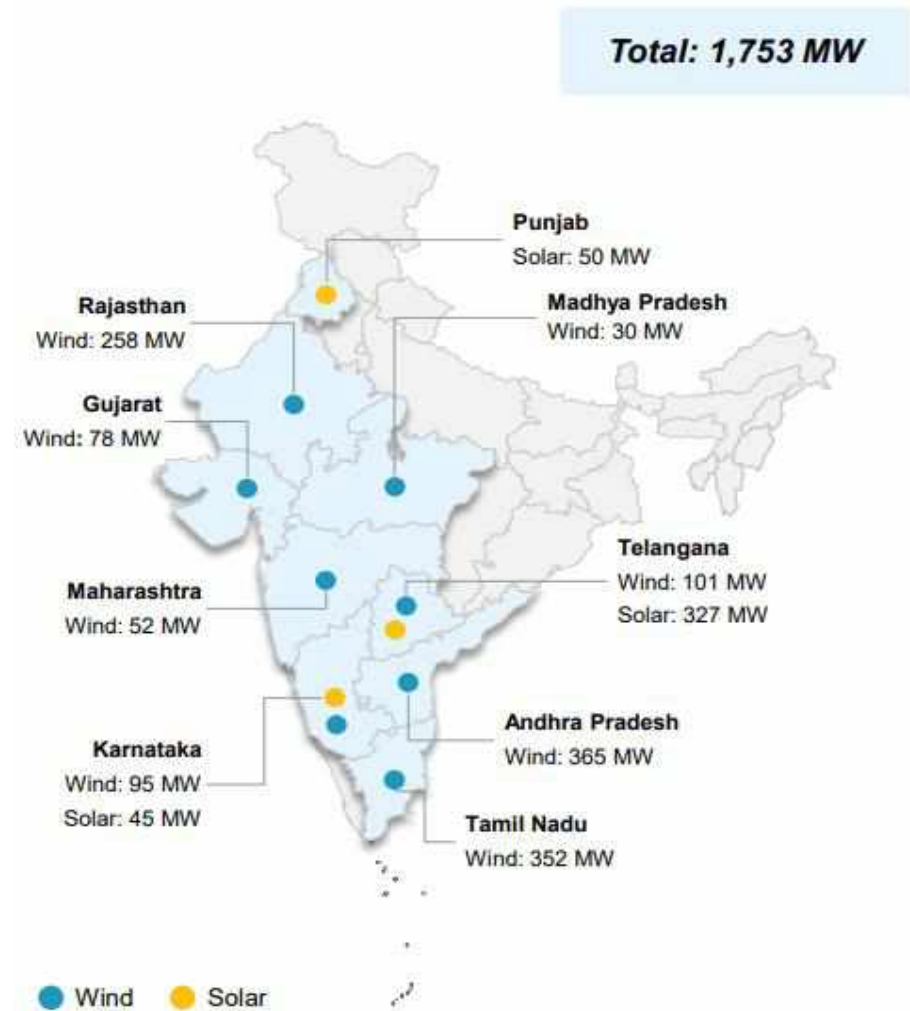 Total: 1,753 MW
Punjab
Solar: 50 MW
Rajasthan
Wind: 258 MW
Madhya Pradesh
Wind: 30 MW
Gujarat
Wind: 78 MW
Telangana
Wind: 101 MW
Solar: 327 MW
Maharashtra
Wind: 52 MW
Andhra Pradesh
Wind: 365 MW
Karnataka
Wind: 95 MW
Solar: 45 MW
Tamil Nadu
Wind: 352 MW
Wind
Solar